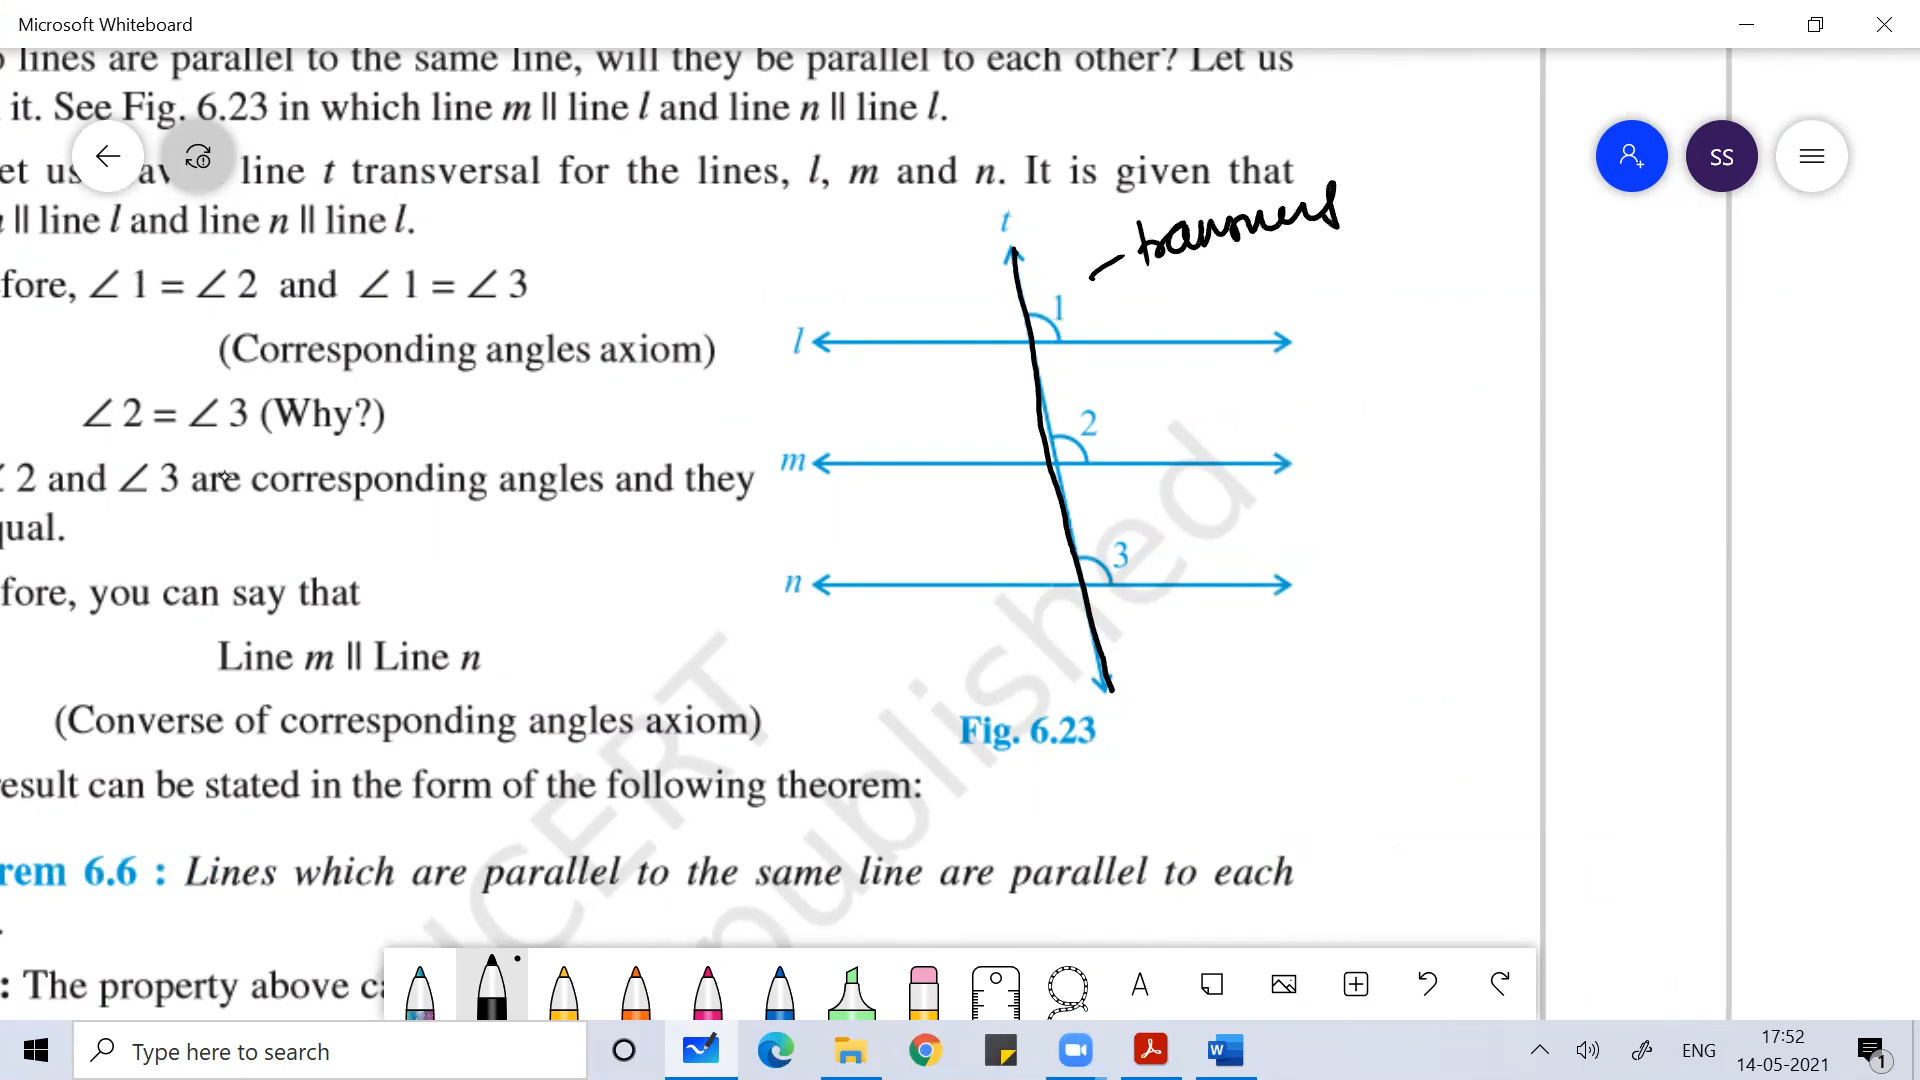 Microsoft Whiteboard
lines are parallel to the same line, will they be parallel to each other? Let us
it. See Fig. 6.23 in which line m || line l and line n || line l.
line t transversal for the lines, l, m and n. It is given that
|| line l and line n || line l.
SS
t
fore, ∠ 1 = ∠ 2 and ∠ 1 = ∠ 3
1
(Corresponding angles axiom)
l
∠ 2 = ∠ 3 (Why?)
2
∠ 2 and ∠ 3 are corresponding angles and they
m
qual.
3
n
fore, you can say that
Line m || Line n
(Converse of corresponding angles axiom)
Fig. 6.23
esult can be stated in the form of the following theorem:
rem 6.6 : Lines which are parallel to the same line are parallel to each
: The property above ca
NCERT
published
A
Type here to search
W
ENG
17:52
14-05-2021
1